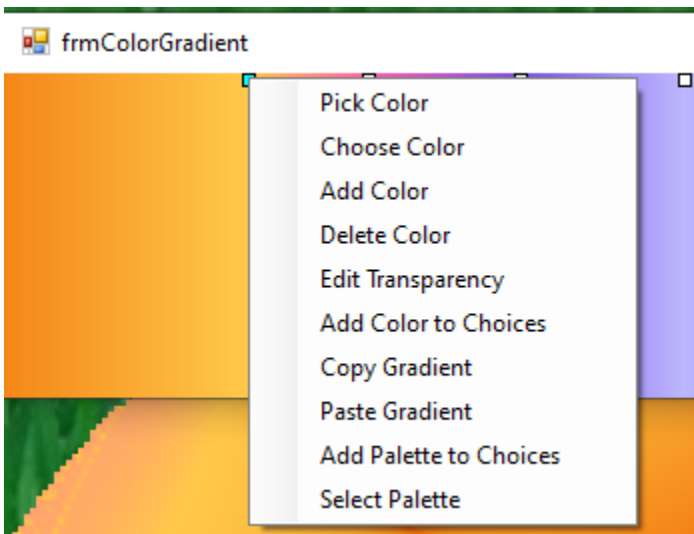 frmColorGradient
Pick Color
Choose Color
Add Color
Delete Color
Edit Transparency
Add Color to Choices
Copy Gradient
Paste Gradient
Add Palette to Choices
Select Palette